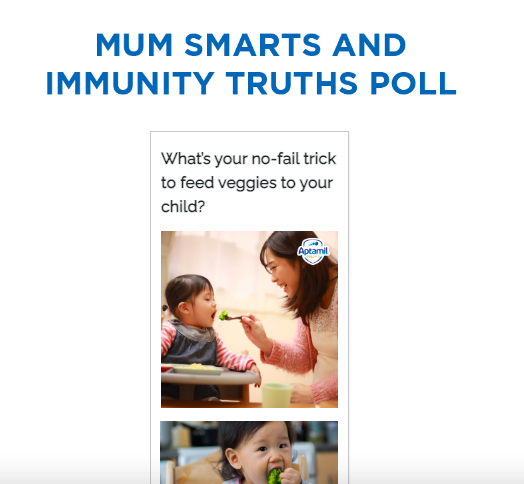 MUM SMARTS AND
IMMUNITY TRUTHS POLL
What's your no-fail trick
to feed veggies to your
child?
Aptamil